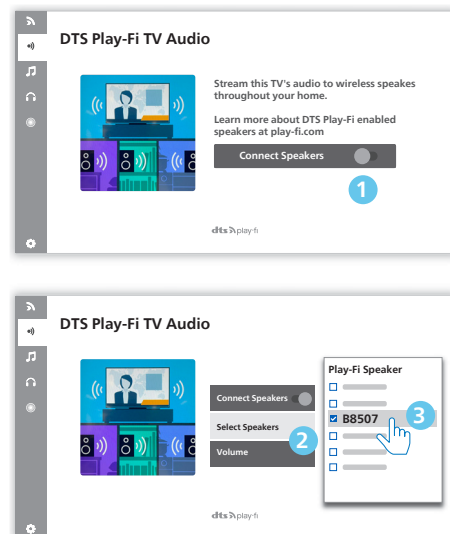 DTS Play-Fi TV Audio
Stream this TV's audio to wireless speakes
throughout your home.
Learn more about DTS Play-Fi enabled
speakers at play-fi.com
Connect Speakers
1
dts play-fi
DTS Play-Fi TV Audio
Connect Speakers
Select Speakers
2
Volume
Play-Fi Speaker
B8507
3
dts play-fi